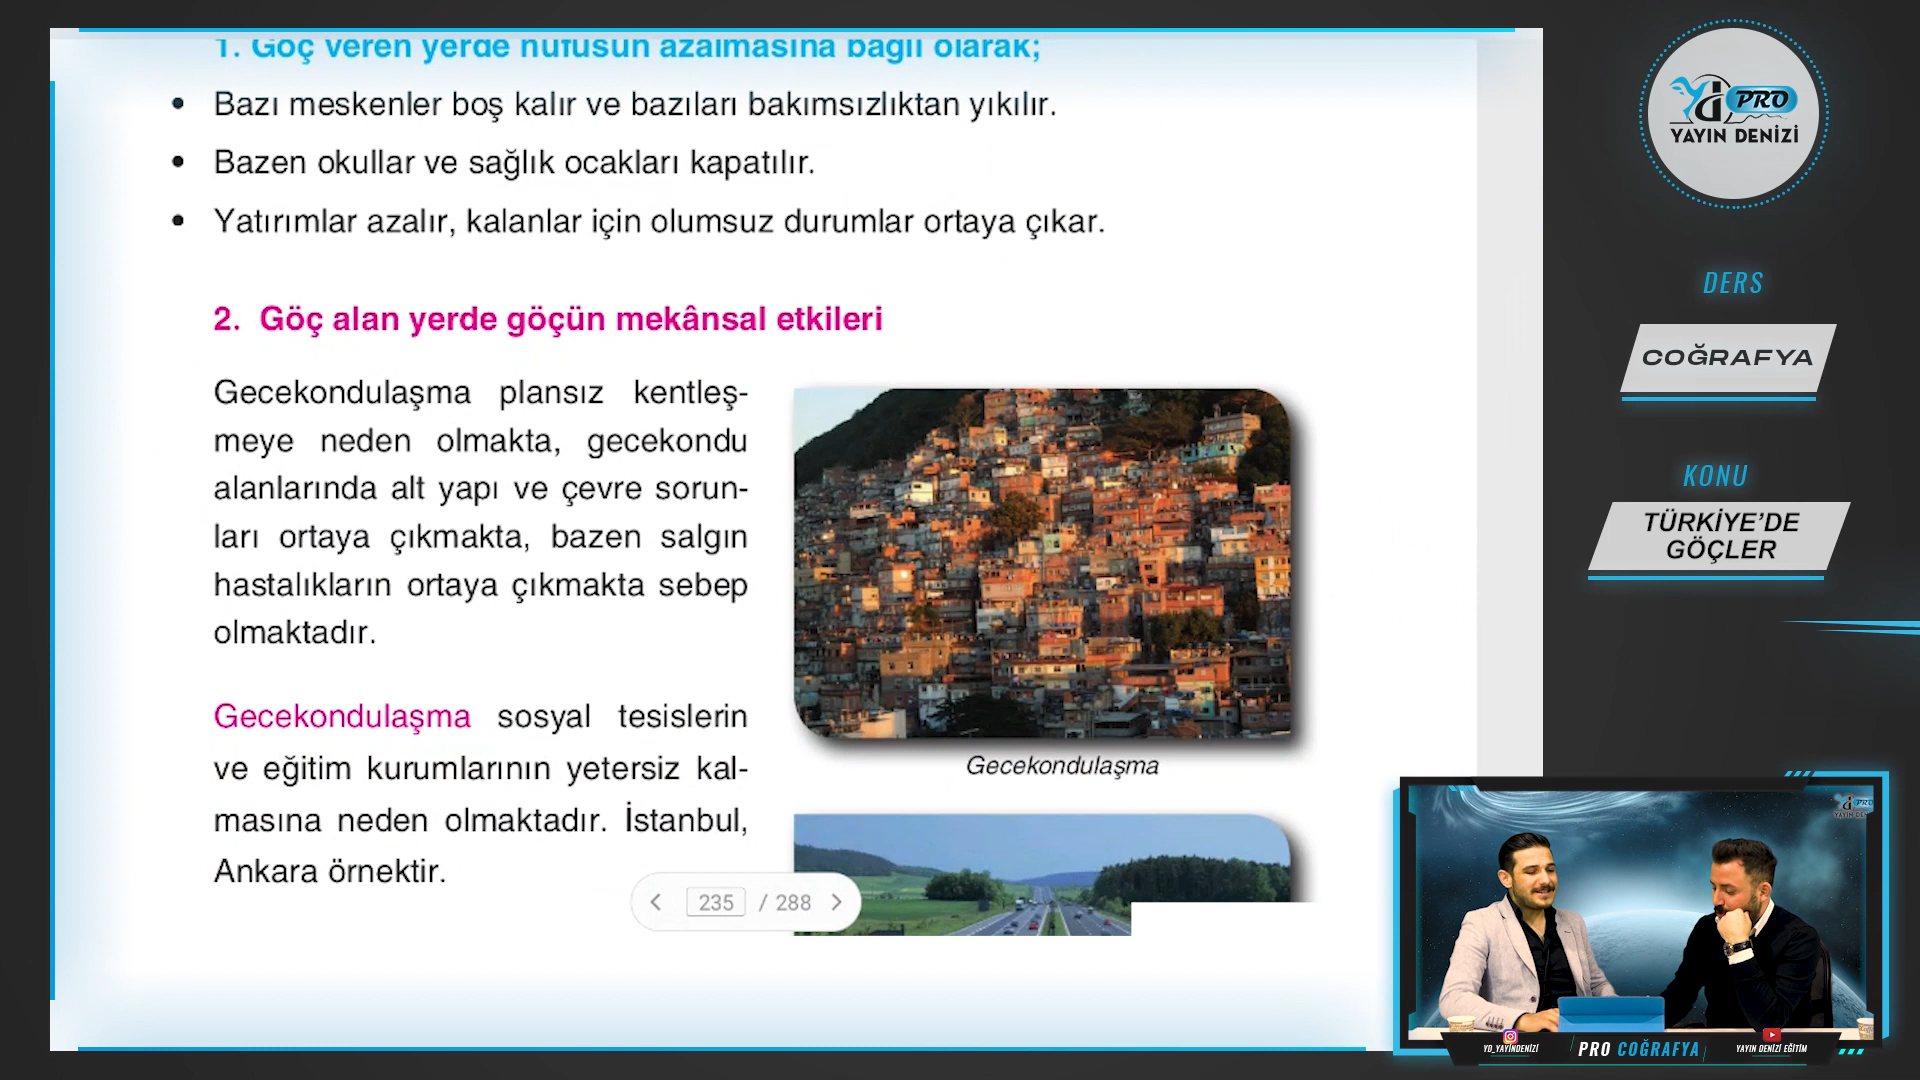 1. Göç veren yerde nüfusun azalmasına bağlı olarak;
• Bazı meskenler boş kalır ve bazıları bakımsızlıktan yıkılır.
• Bazen okullar ve sağlık ocakları kapatılır.
• Yatırımlar azalır, kalanlar için olumsuz durumlar ortaya çıkar.
2. Göç alan yerde göçün mekânsal etkileri
Gecekondulaşma plansız kentleş-
meye neden olmakta, gecekondu
alanlarında alt yapı ve çevre sorun-
ları ortaya çıkmakta, bazen salgın
hastalıkların ortaya çıkmakta sebep
olmaktadır.
Gecekondulaşma sosyal tesislerin
ve eğitim kurumlarının yetersiz kal-
masına neden olmaktadır. İstanbul,
Ankara örnektir.
Gecekondulaşma
235 / 288
yd PRO
YAYIN DENİZİ
DERS
COĞRAFYA
KONU
TÜRKİYE'DE
GÖÇLER
YD_YAYINDENIZI
PRO COĞRAFYA
YAYIN DENİZİ EĞİTİM